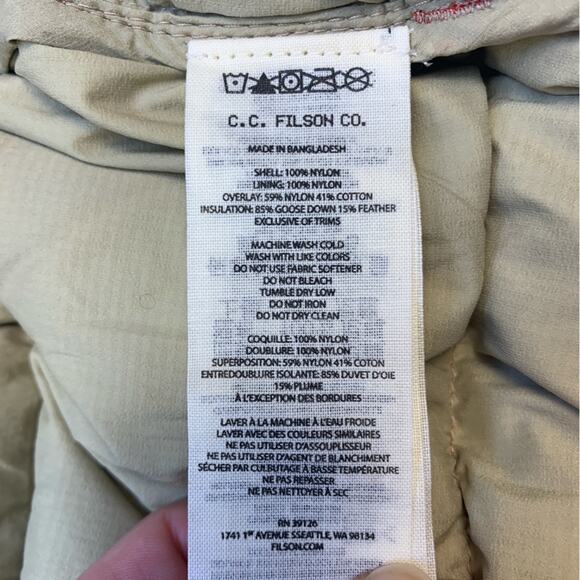 C.C. FILSON CO.
MADE IN BANGLADESH
SHELL: 100% NYLON
LINING: 100% NYLON
OVERLAY: 59% NYLON 41% COTTON
INSULATION: 85% GOOSE DOWN 15% FEATHER
EXCLUSIVE OF TRIMS
MACHINE WASH COLD
WASH WITH LIKE COLORS
DO NOT USE FABRIC SOFTENER
DO NOT BLEACH
TUMBLE DRY LOW
DO NOT IRON
DO NOT DRY CLEAN
COQUILLE: 100% NYLON
DOUBLURE: 100% NYLON
SUPERPOSITION: 59% NYLON 41% COTON
ENTREDOUBLURE ISOLANTE: 85% DUVET D'OIE
15% PLUME
À L'EXCEPTION DES BORDURES
LAVER À LA MACHINE À L'EAU FROIDE
LAVER AVEC DES COULEURS SIMILAIRES
NE PAS UTILISER D'ASSOUPLISSEUR
NE PAS UTILISER D'AGENT DE BLANCHIMENT
SÉCHER PAR CULBUTAGE À BASSE TEMPÉRATURE
NE PAS REPASSER
NE PAS NETTOYER À SEC
RN 39126
1741 1ST AVENUE SSEATTLE, WA 98134
FILSON.COM